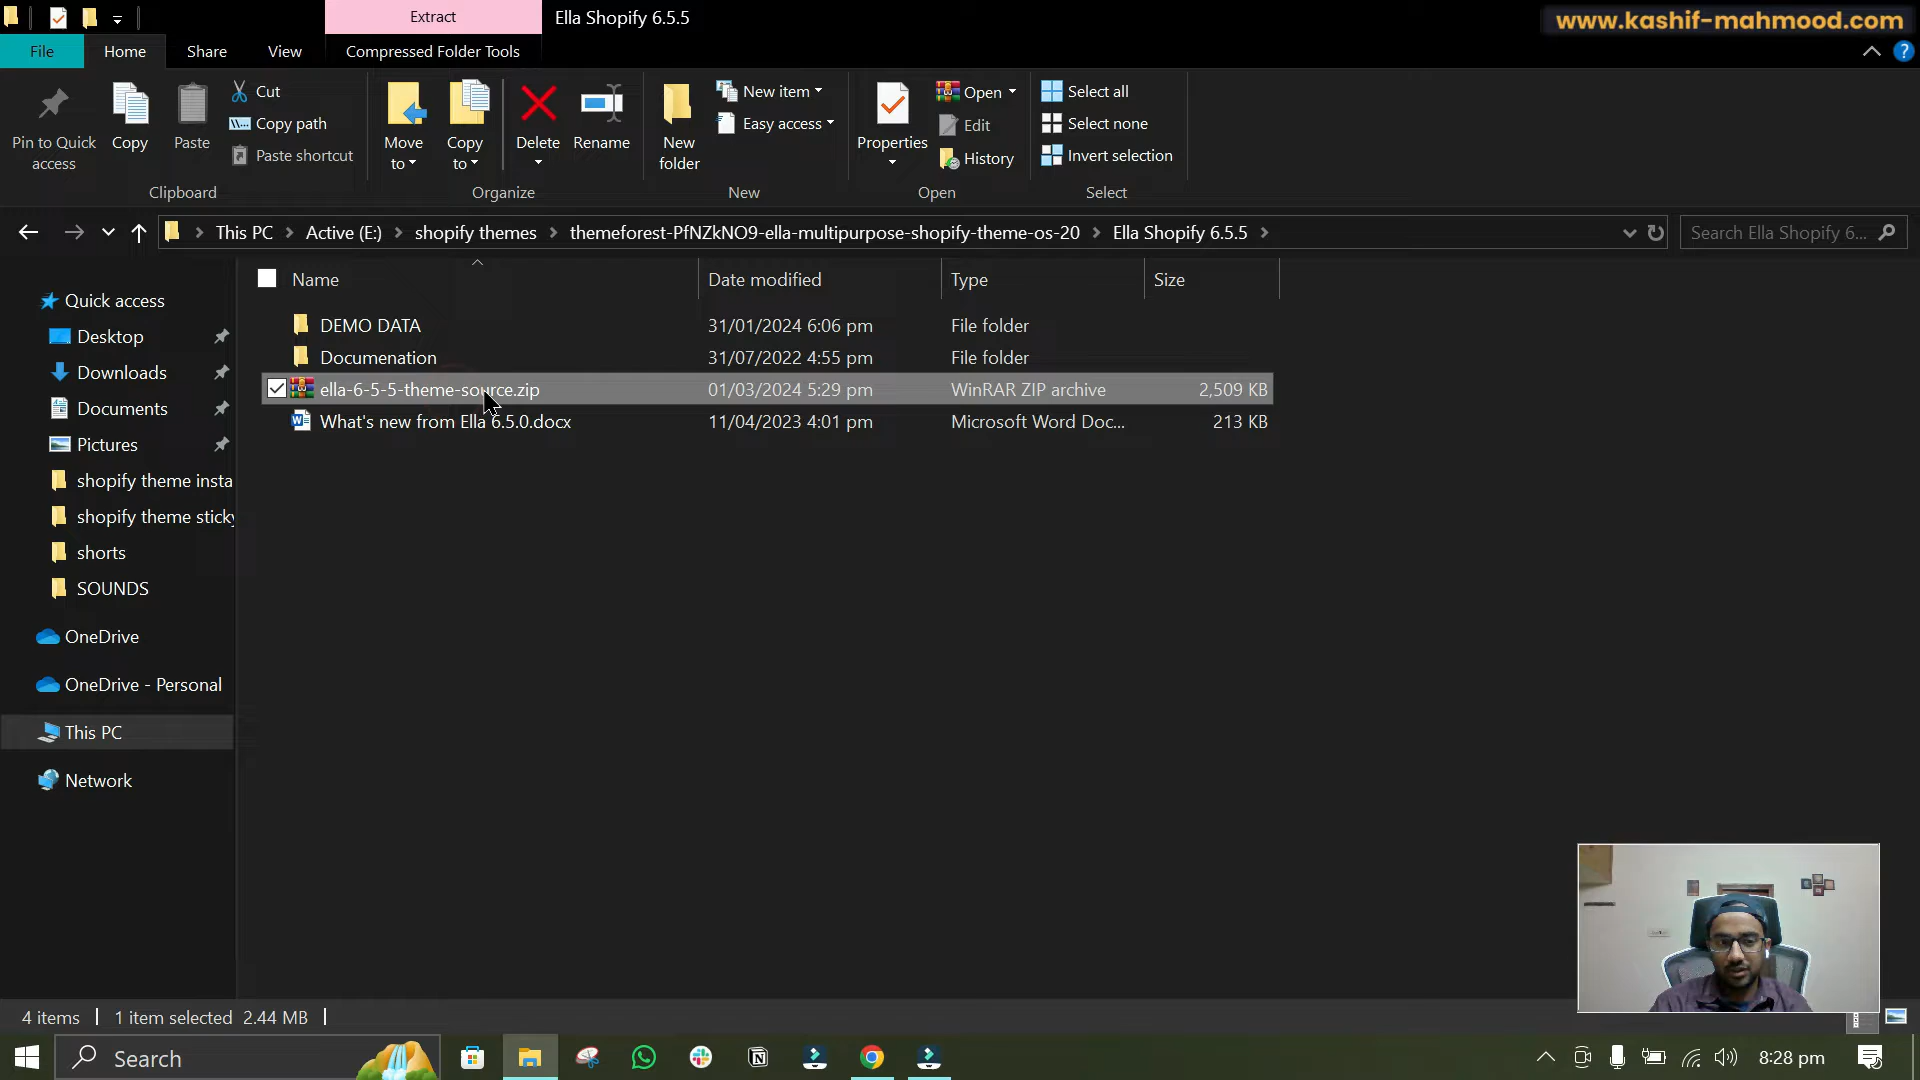 Extract
Ella Shopify 6.5.5
www.kashif-mahmood.com
File
Home
Share
View
Compressed Folder Tools
Pin to Quick
access
Copy
Paste
Cut
Copy path
Paste shortcut
Clipboard
Move
to
Copy
to
Delete
Rename
Organize
New
folder
New item
Easy access
New
Properties
Open
Edit
History
Open
Select all
Select none
Invert selection
Select
This PC
Active (E:)
shopify themes
themeforest-PfNZkNO9-ella-multipurpose-shopify-theme-os-20
Ella Shopify 6.5.5
Search Ella Shopify 6...
Name
Date modified
Type
Size
DEMO DATA
31/01/2024 6:06 pm
File folder
Documenation
31/07/2022 4:55 pm
File folder
ella-6-5-5-theme-source.zip
01/03/2024 5:29 pm
WinRAR ZIP archive
2,509 KB
What's new from Ella 6.5.0.docx
11/04/2023 4:01 pm
Microsoft Word Doc...
213 KB
Quick access
Desktop
Downloads
Documents
Pictures
shopify theme insta
shopify theme sticky
shorts
SOUNDS
OneDrive
OneDrive - Personal
This PC
Network
4 items
1 item selected 2.44 MB
Search
8:28 pm